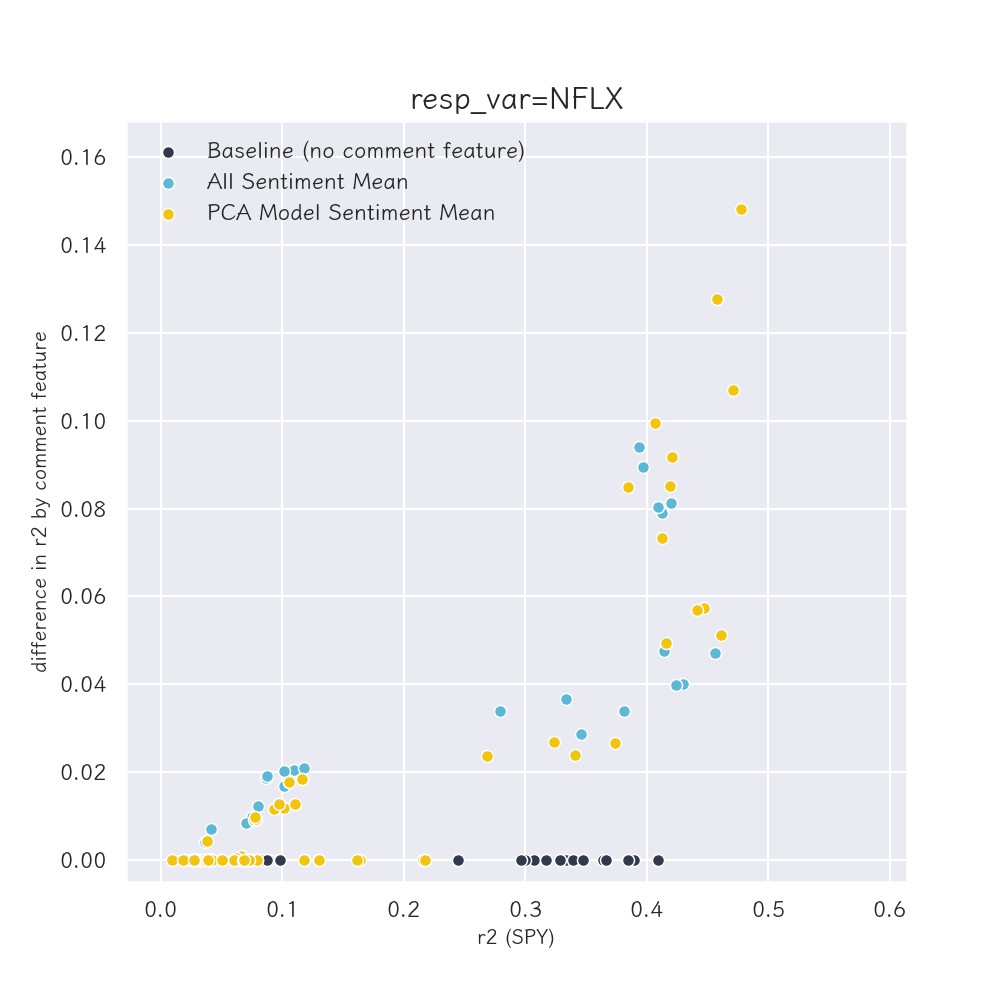 resp_var=NFLX
Baseline (no comment feature)
All Sentiment Mean
PCA Model Sentiment Mean
difference in r2 by comment feature
0.16
0.14
0.12
0.10
0.08
0.06
0.04
0.02
0.00
0.0 0.1 0.2 0.3 0.4 0.5 0.6
r2 (SPY)